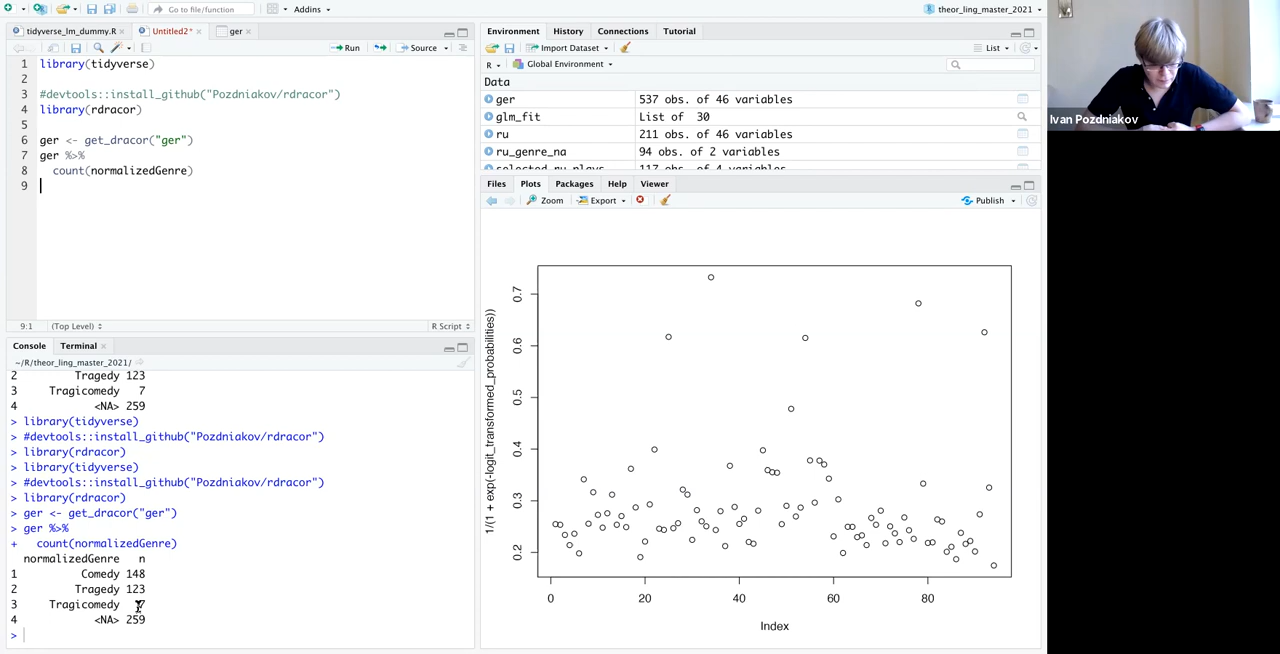 Go to file/function
Addins
theor_ling_master_2021
tidyverse_lm_dummy.R
Untitled2*
ger
Run
Source
1 library(tidyverse)
2
3 #devtools::install_github("Pozdniakov/rdracor")
4 library(rdracor)
5
6 ger <- get_dracor("ger")
7 ger %>%
8 count(normalizedGenre)
9
9:1 (Top Level) R Script
Console Terminal
~/R/theor_ling_master_2021/
2 Tragedy 123
3 Tragicomedy 7
4 <NA> 259
> library(tidyverse)
> #devtools::install_github("Pozdniakov/rdracor")
> library(rdracor)
> library(tidyverse)
> #devtools::install_github("Pozdniakov/rdracor")
> library(rdracor)
> ger <- get_dracor("ger")
> ger %>%
+ count(normalizedGenre)
normalizedGenre n
1 Comedy 148
2 Tragedy 123
3 Tragicomedy 7
4 <NA> 259
>
Environment History Connections Tutorial
Import Dataset List
R Global Environment
Data
ger 537 obs. of 46 variables
glm_fit List of 30
ru 211 obs. of 46 variables
ru_genre_na 94 obs. of 2 variables
selected_ru_plays 117 obs. of 4 variables
Files Plots Packages Help Viewer
Zoom Export Publish
1/(1 + exp(-logit_transformed_probabilities))
0.7
0.6
0.5
0.4
0.3
0.2
0 20 40 60 80
Index
Ivan Pozdniakov